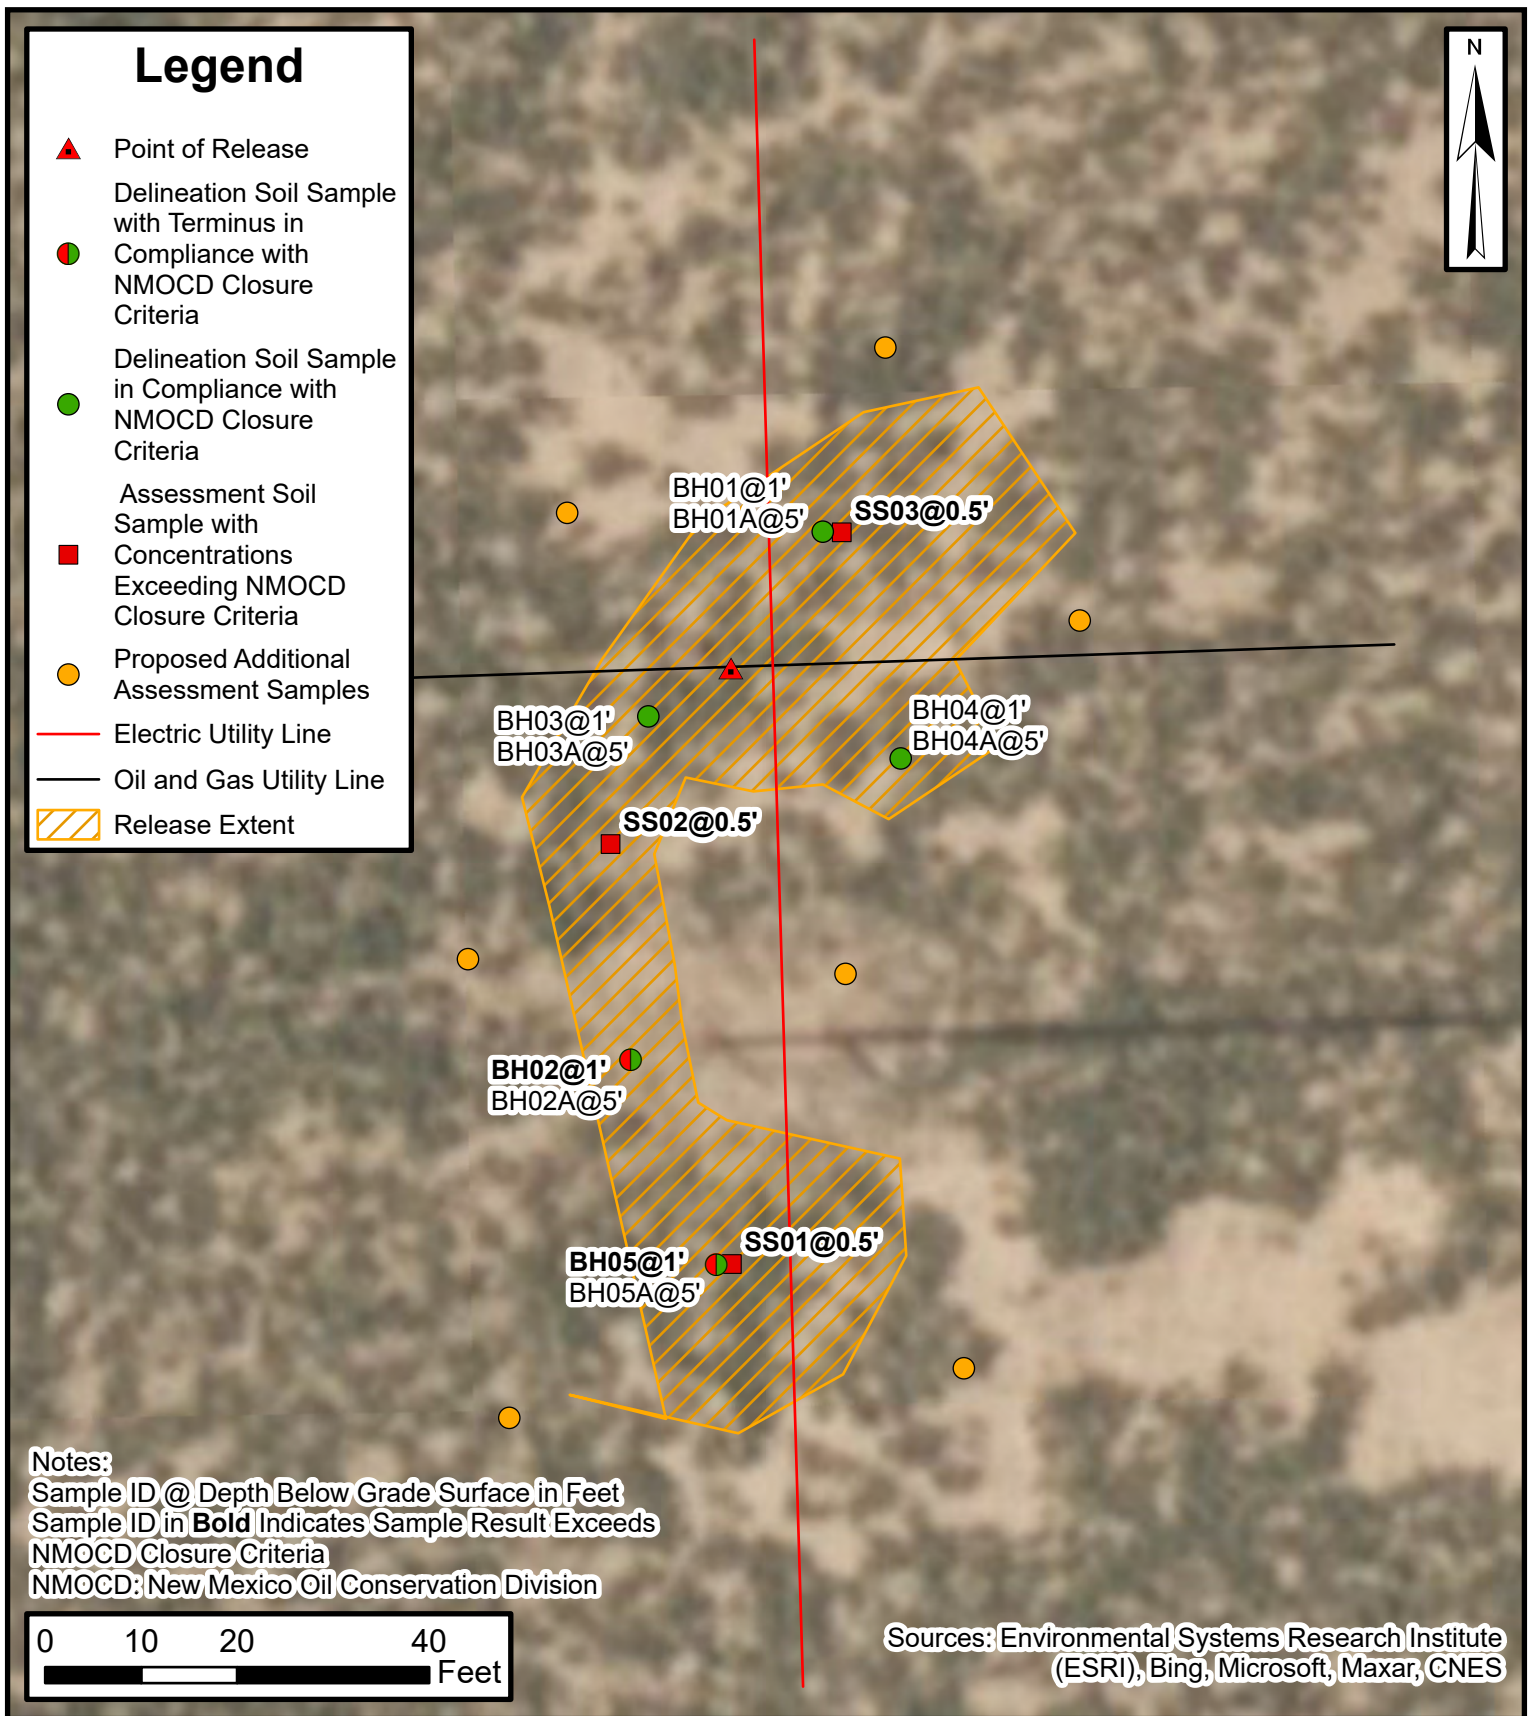 Legend
Point of Release
Delineation Soil Sample
with Terminus in
Compliance with
NMOCD Closure
Criteria
Delineation Soil Sample
in Compliance with
NMOCD Closure
Criteria
Assessment Soil
Sample with
Concentrations
Exceeding NMOCD
Closure Criteria
Proposed Additional
Assessment Samples
Electric Utility Line
Oil and Gas Utility Line
Release Extent
N
BH01@1'
BH01A@5'
SS03@0.5'
BH03@1'
BH03A@5'
BH04@1'
BH04A@5'
SS02@0.5'
BH02@1'
BH02A@5'
SS01@0.5'
BH05@1'
BH05A@5'
Notes:
Sample ID @ Depth Below Grade Surface in Feet
Sample ID in Bold Indicates Sample Result Exceeds
NMOCD Closure Criteria
NMOCD: New Mexico Oil Conservation Division
0 10 20 40
Feet
Sources: Environmental Systems Research Institute
(ESRI), Bing, Microsoft, Maxar, CNES